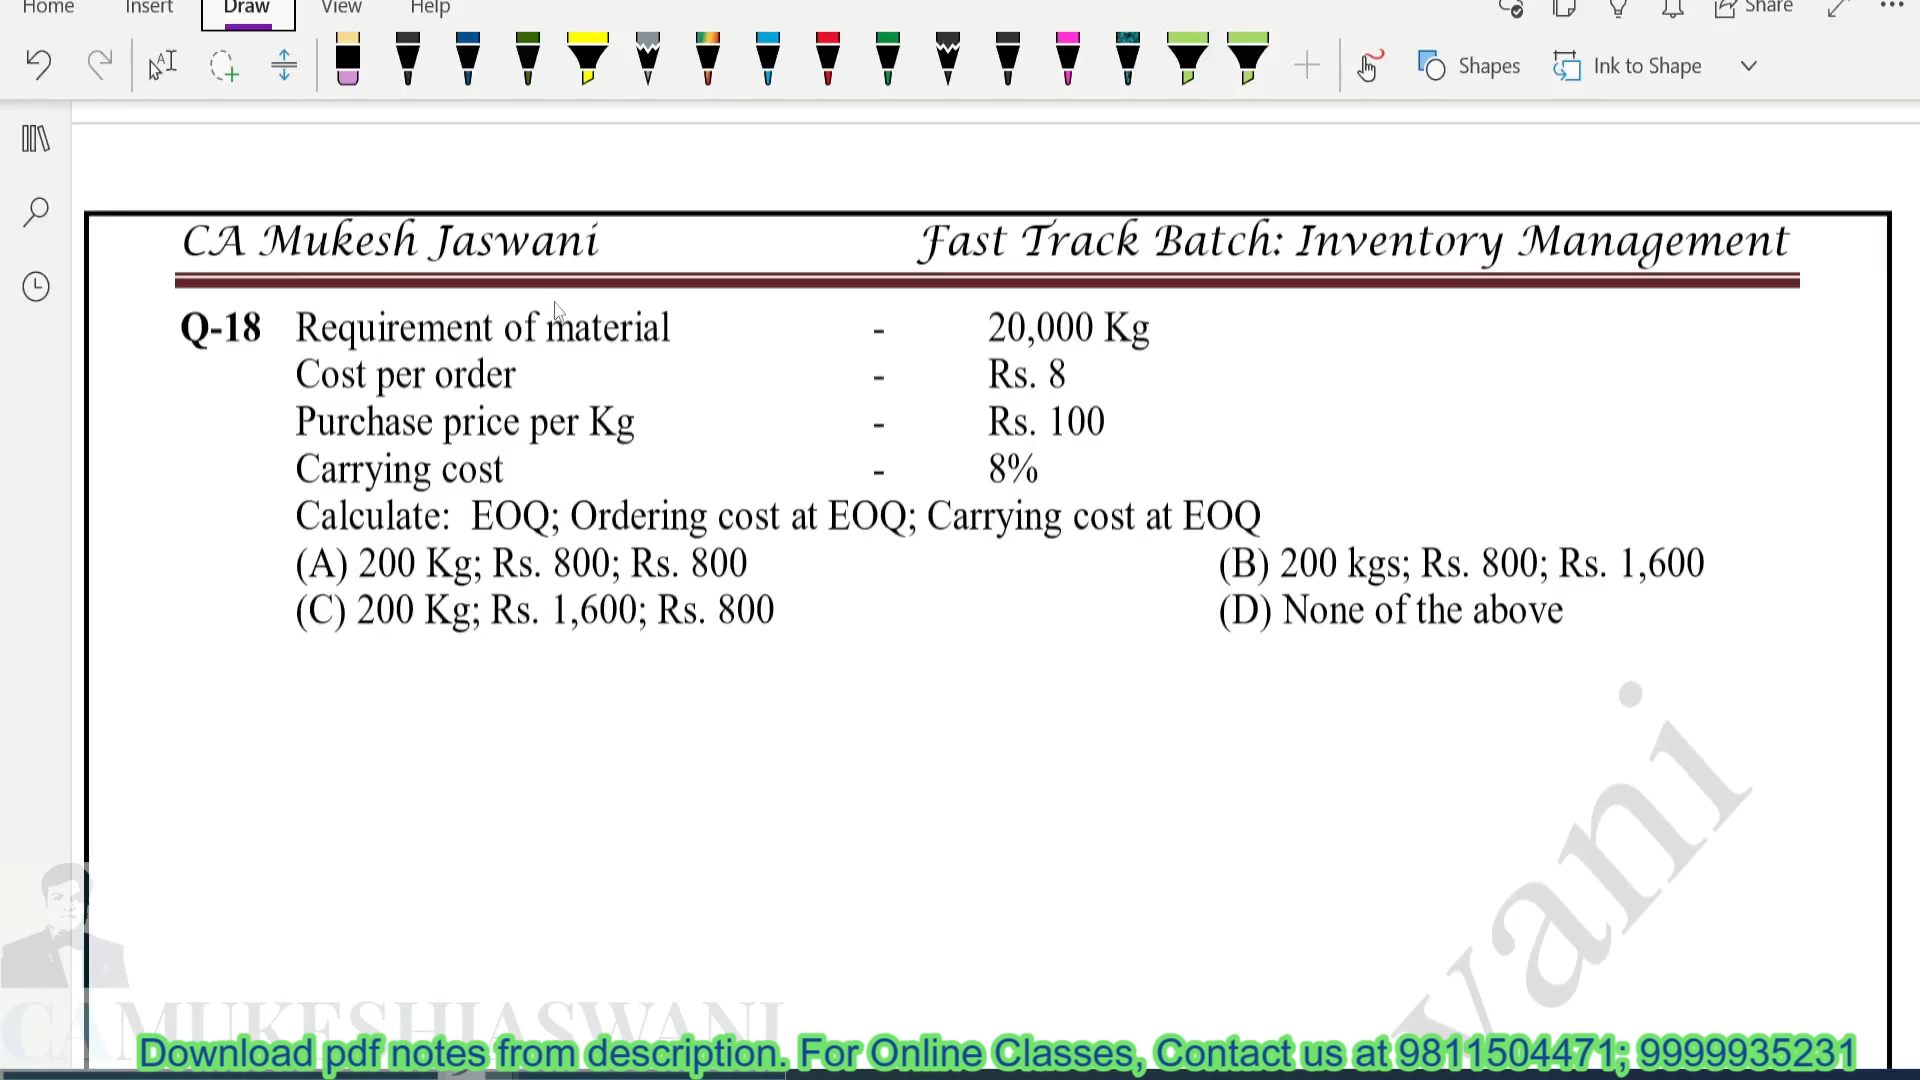 Home Insert Draw View Help Share
Shapes Ink to Shape
CA Mukesh Jaswani Fast Track Batch: Inventory Management
Q-18 Requirement of material - 20,000 Kg
Cost per order - Rs. 8
Purchase price per Kg - Rs. 100
Carrying cost - 8%
Calculate: EOQ; Ordering cost at EOQ; Carrying cost at EOQ
(A) 200 Kg; Rs. 800; Rs. 800 (B) 200 kgs; Rs. 800; Rs. 1,600
(C) 200 Kg; Rs. 1,600; Rs. 800 (D) None of the above
vani
CAMUKESHJASWANI
Download pdf notes from description. For Online Classes, Contact us at 9811504471; 9999935231